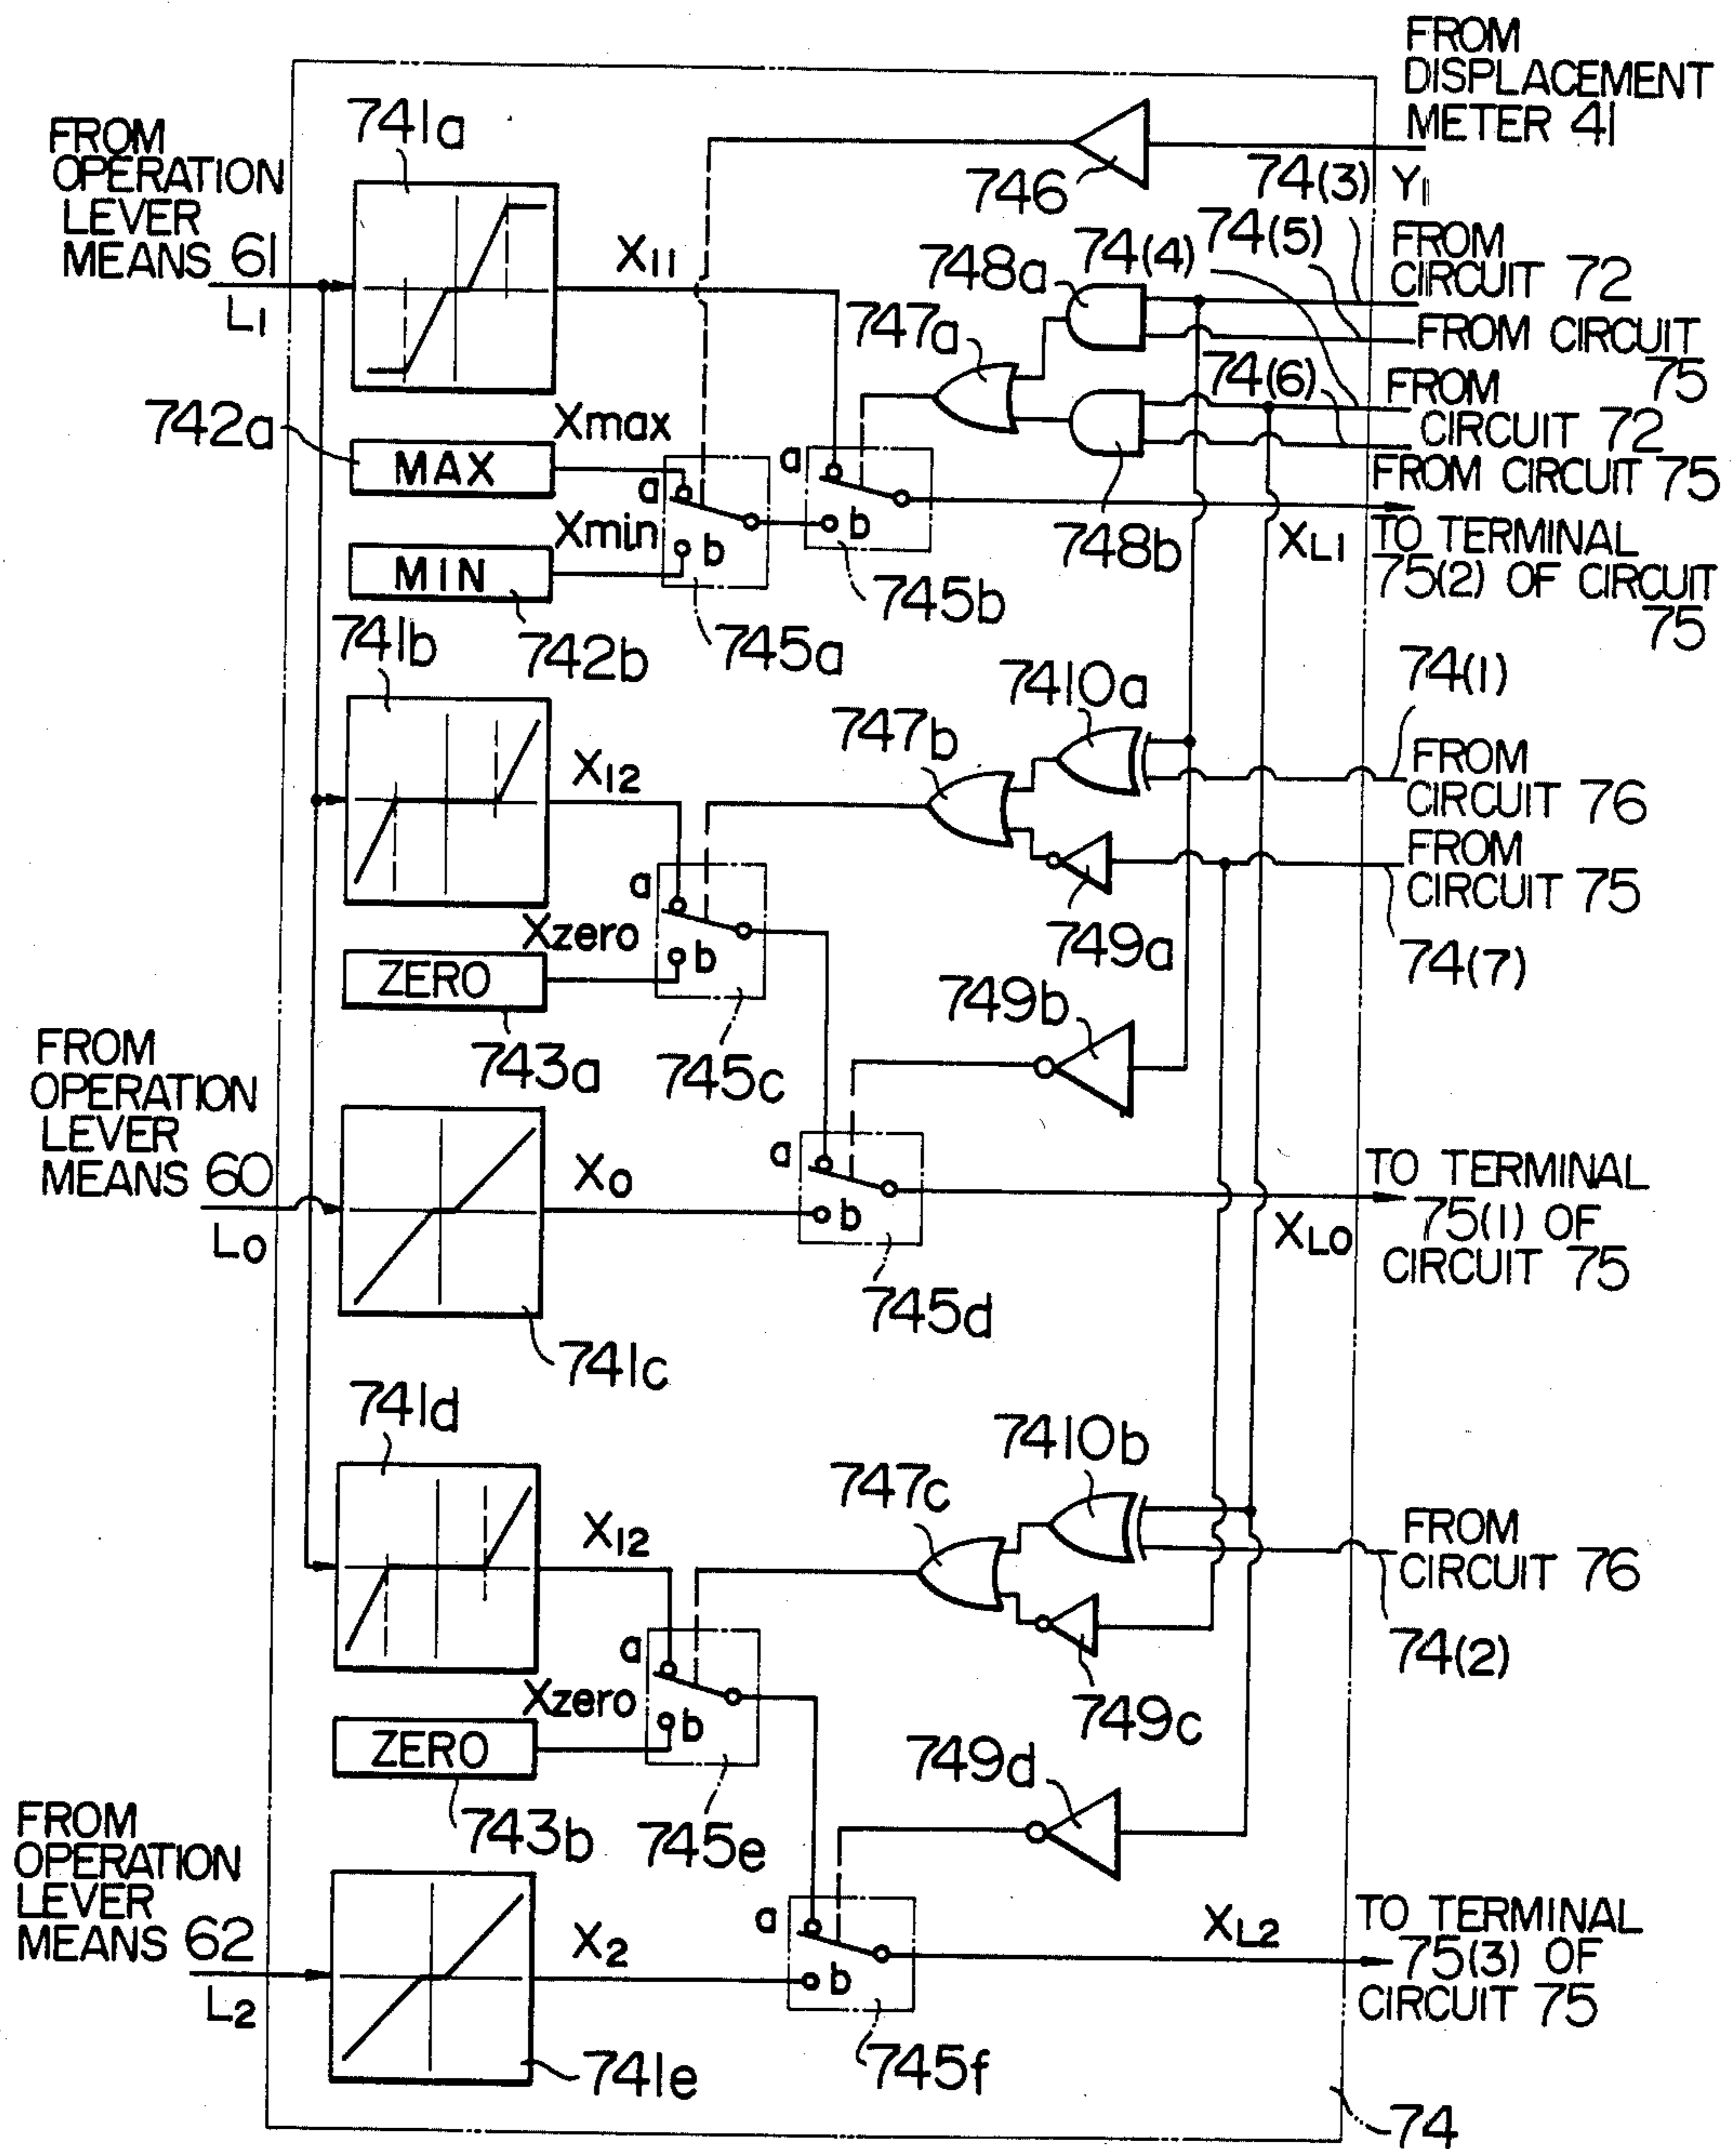 FROM
DISPLACEMENT
METER 41
741a
FROM
OPERATION
LEVER
MEANS 61
746
74(3)
Y1
74(5)
74(4)
FROM
CIRCUIT 72
X11
748a
L1
747a
FROM CIRCUIT
75
74(6)
FROM
CIRCUIT 72
742a
Xmax
MAX
a
a
FROM CIRCUIT 75
Xmin
b
b
748b
XL1
TO TERMINAL
75(2) OF CIRCUIT
75
MIN
745b
741b
742b
745a
7410a
74(1)
747b
FROM
CIRCUIT 76
X12
FROM
CIRCUIT 75
a
Xzero
b
749a
74(7)
ZERO
749b
FROM
OPERATION
LEVER
MEANS 60
743a
745c
a
X0
TO TERMINAL
75(1) OF
CIRCUIT 75
b
L0
XL0
745d
741c
741d
7410b
747c
X12
FROM
CIRCUIT 76
a
74(2)
Xzero
b
749c
ZERO
749d
FROM
OPERATION
LEVER
MEANS 62
743b
745e
a
X2
XL2
TO TERMINAL
75(3) OF
CIRCUIT 75
b
L2
745f
741e
74